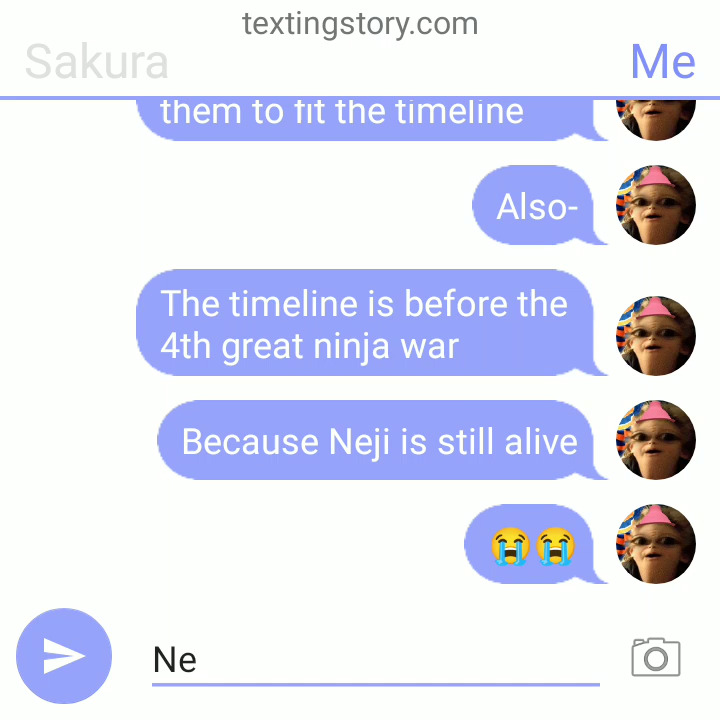 textingstory.com
Sakura
Me
them to fit the timeline
Also-
The timeline is before the
4th great ninja war
Because Neji is still alive
😭😭
Ne